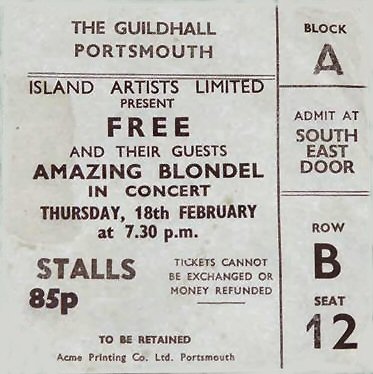 THE GUILDHALL
PORTSMOUTH
ISLAND ARTISTS LIMITED
PRESENT
FREE
AND THEIR GUESTS
AMAZING BLONDEL
IN CONCERT
THURSDAY, 18th FEBRUARY
at 7.30 p.m.
STALLS
85p
TICKETS CANNOT
BE EXCHANGED OR
MONEY REFUNDED
TO BE RETAINED
Acme Printing Co. Ltd. Portsmouth
BLOCK
A
ADMIT AT
SOUTH
EAST
DOOR
ROW
B
SEAT
12